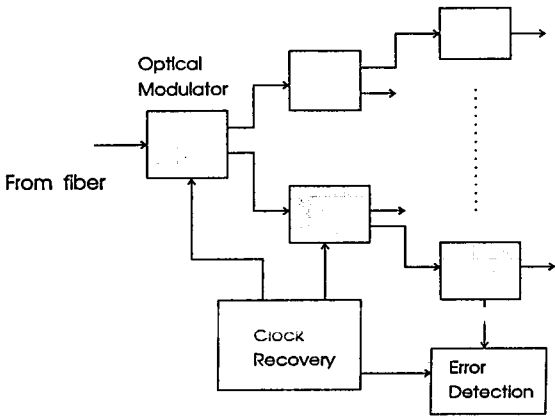 Optical
Modulator
From fiber
Clock
Recovery
Error
Detection